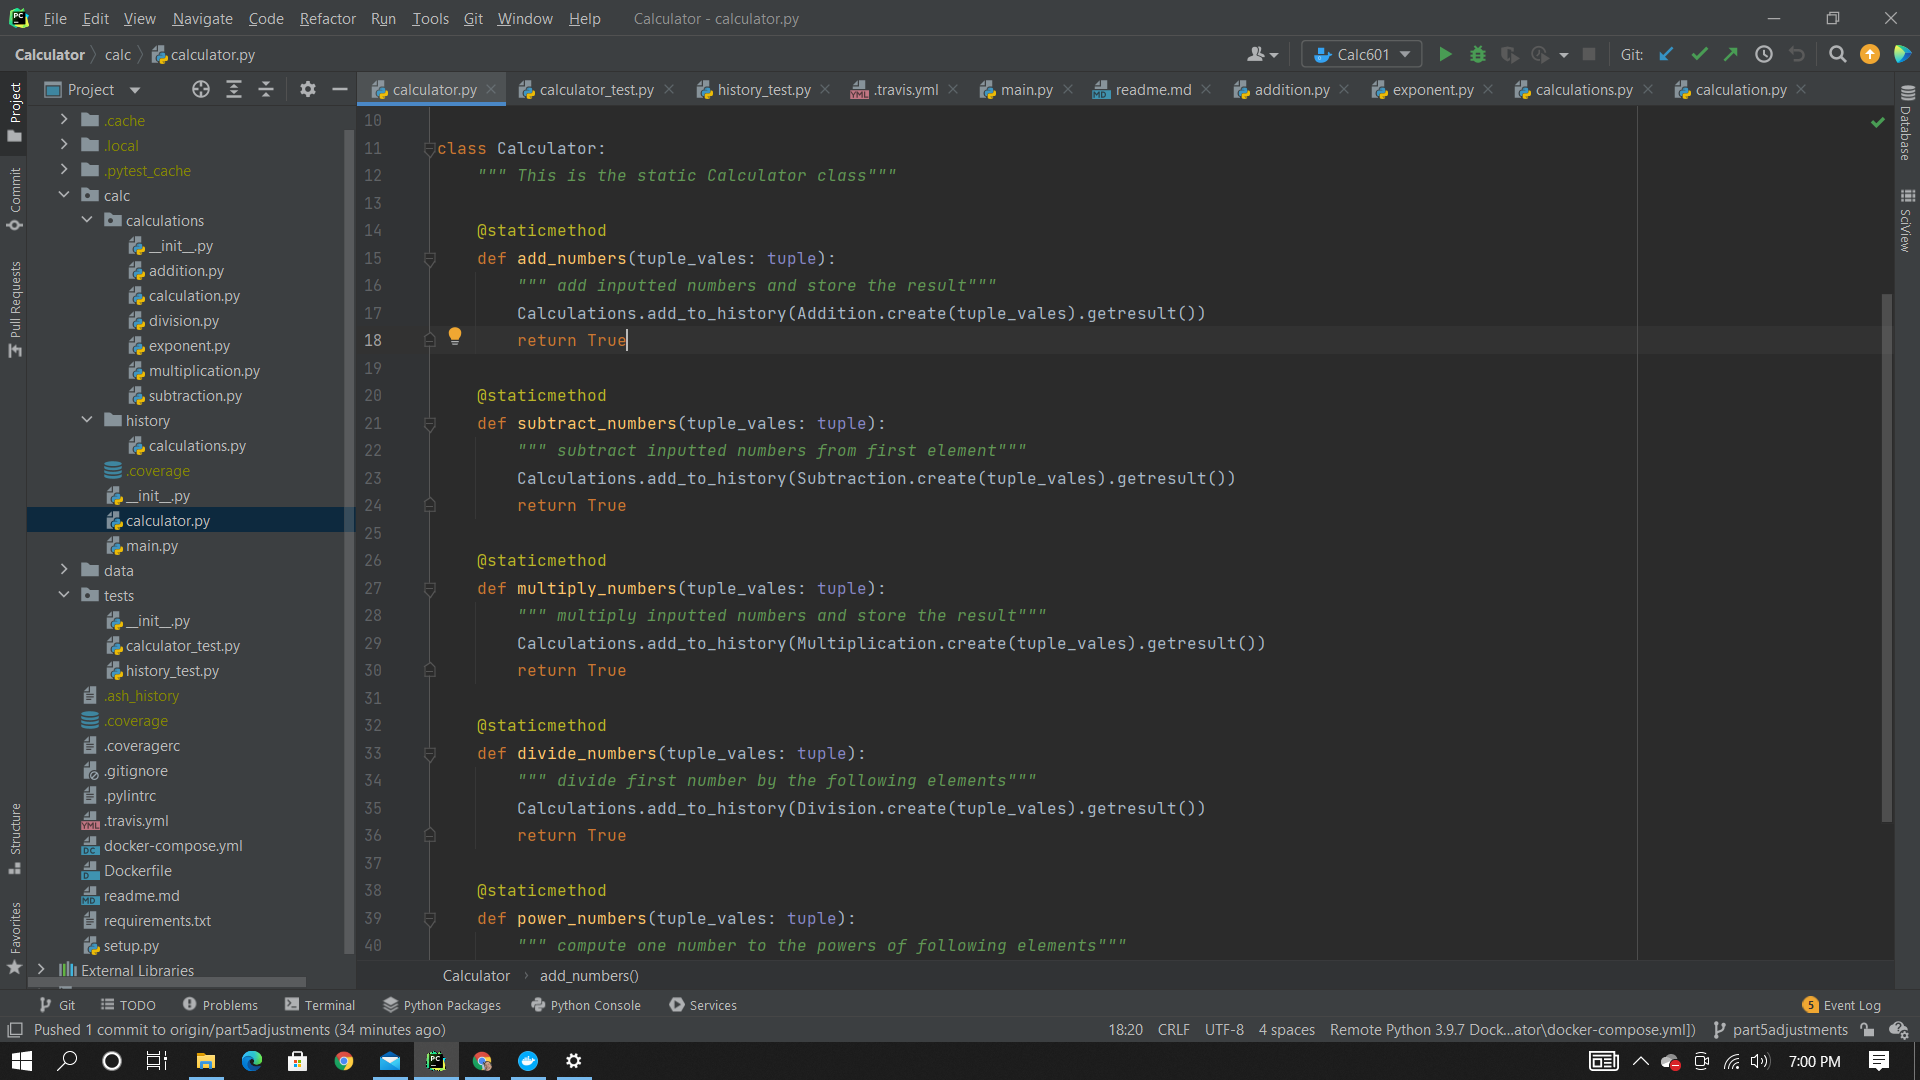 File Edit View Navigate Code Refactor Run Tools Git Window Help Calculator - calculator.py
Calculator calc calculator.py Calc601 Git:
Project
calculator.py calculator_test.py history_test.py .travis.yml main.py readme.md addition.py exponent.py calculations.py calculation.py
Project
Commit
Pull Requests
Structure
Favorites
.cache
.local
.pytest_cache
calc
calculations
__init__.py
addition.py
calculation.py
division.py
exponent.py
multiplication.py
subtraction.py
history
calculations.py
.coverage
__init__.py
calculator.py
main.py
data
tests
__init__.py
calculator_test.py
history_test.py
.ash_history
.coverage
.coveragerc
.gitignore
.pylintrc
.travis.yml
docker-compose.yml
Dockerfile
readme.md
requirements.txt
setup.py
External Libraries
10
11 class Calculator:
12 """ This is the static Calculator class"""
13
14 @staticmethod
15 def add_numbers(tuple_vales: tuple):
16 """ add inputted numbers and store the result"""
17 Calculations.add_to_history(Addition.create(tuple_vales).getresult())
18 return True
19
20 @staticmethod
21 def subtract_numbers(tuple_vales: tuple):
22 """ subtract inputted numbers from first element"""
23 Calculations.add_to_history(Subtraction.create(tuple_vales).getresult())
24 return True
25
26 @staticmethod
27 def multiply_numbers(tuple_vales: tuple):
28 """ multiply inputted numbers and store the result"""
29 Calculations.add_to_history(Multiplication.create(tuple_vales).getresult())
30 return True
31
32 @staticmethod
33 def divide_numbers(tuple_vales: tuple):
34 """ divide first number by the following elements"""
35 Calculations.add_to_history(Division.create(tuple_vales).getresult())
36 return True
37
38 @staticmethod
39 def power_numbers(tuple_vales: tuple):
40 """ compute one number to the powers of following elements"""
Database
SciView
Calculator add_numbers()
Git TODO Problems Terminal Python Packages Python Console Services 5 Event Log
Pushed 1 commit to origin/part5adjustments (34 minutes ago) 18:20 CRLF UTF-8 4 spaces Remote Python 3.9.7 Dock...ator\docker-compose.yml]) part5adjustments
7:00 PM